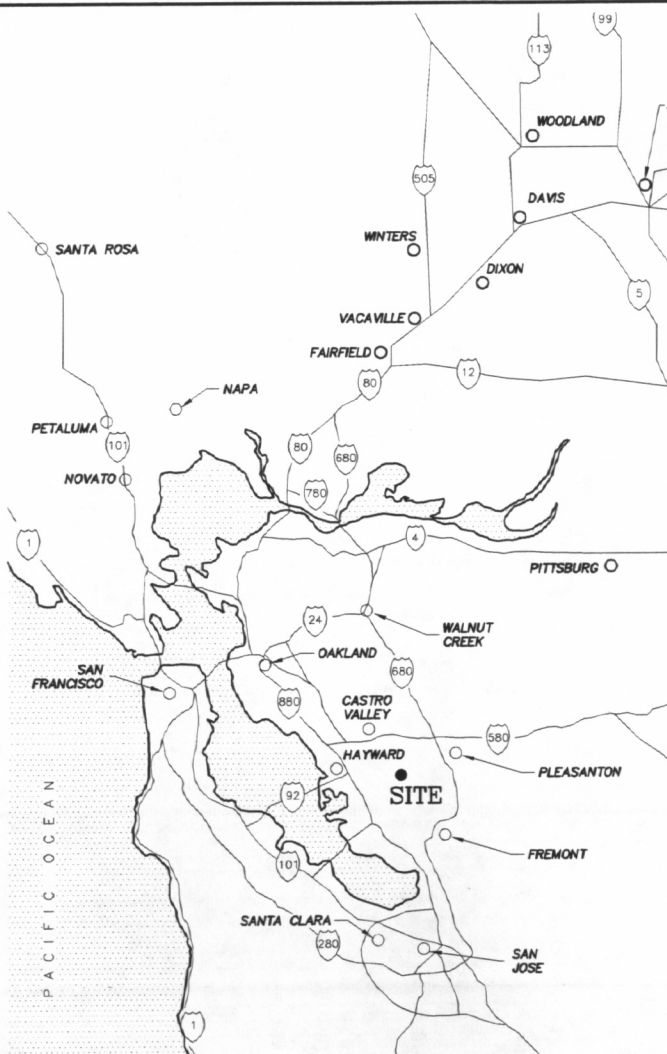 99
113
WOODLAND
505
DAVIS
WINTERS
SANTA ROSA
DIXON
5
VACAVILLE
FAIRFIELD
12
80
NAPA
PETALUMA
101
80
680
NOVATO
780
1
4
PITTSBURG
24
WALNUT
CREEK
OAKLAND
680
SAN
FRANCISCO
880
CASTRO
VALLEY
580
HAYWARD
PLEASANTON
SITE
92
PACIFIC OCEAN
FREMONT
101
SANTA CLARA
280
SAN
JOSE
1